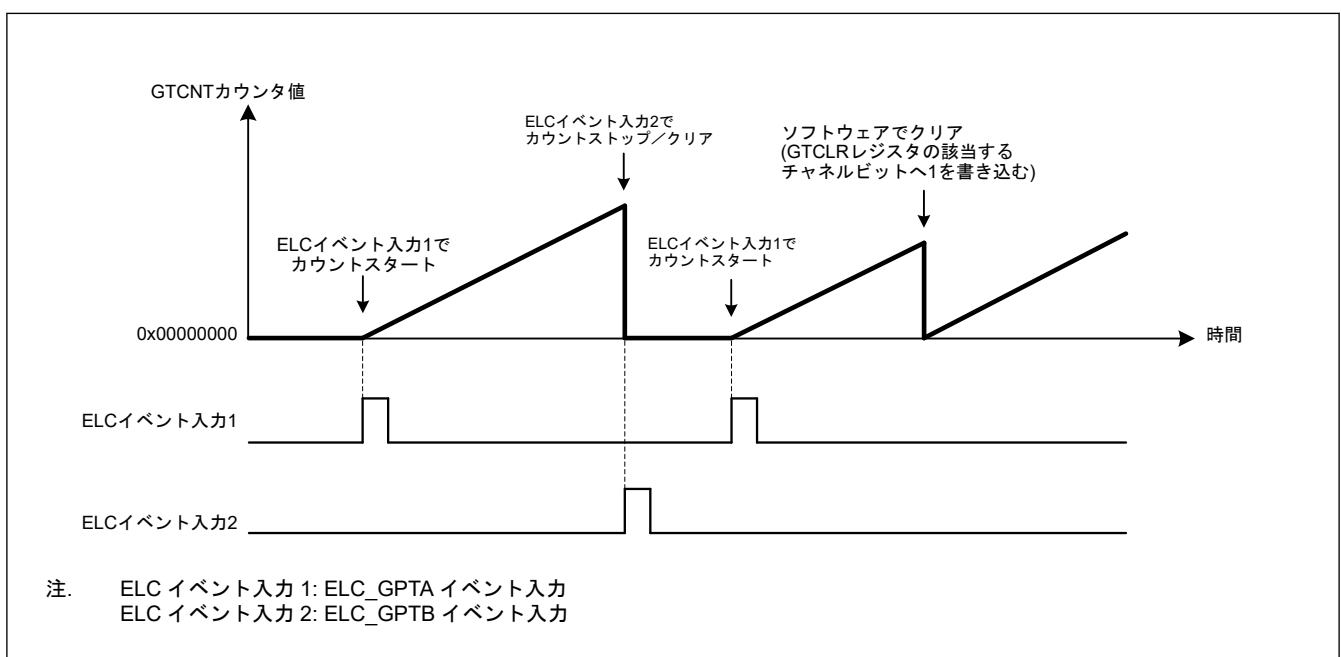 GTCNTカウンタ値
ELCイベント入力2で
カウントストップ／クリア
ソフトウェアでクリア
(GTCLRレジスタの該当する
チャネルビットへ1を書き込む)
ELCイベント入力1で
カウントスタート
ELCイベント入力1で
カウントスタート
0x00000000
時間
ELCイベント入力1
ELCイベント入力2
注. ELC イベント入力 1: ELC_GPTA イベント入力
ELC イベント入力 2: ELC_GPTB イベント入力